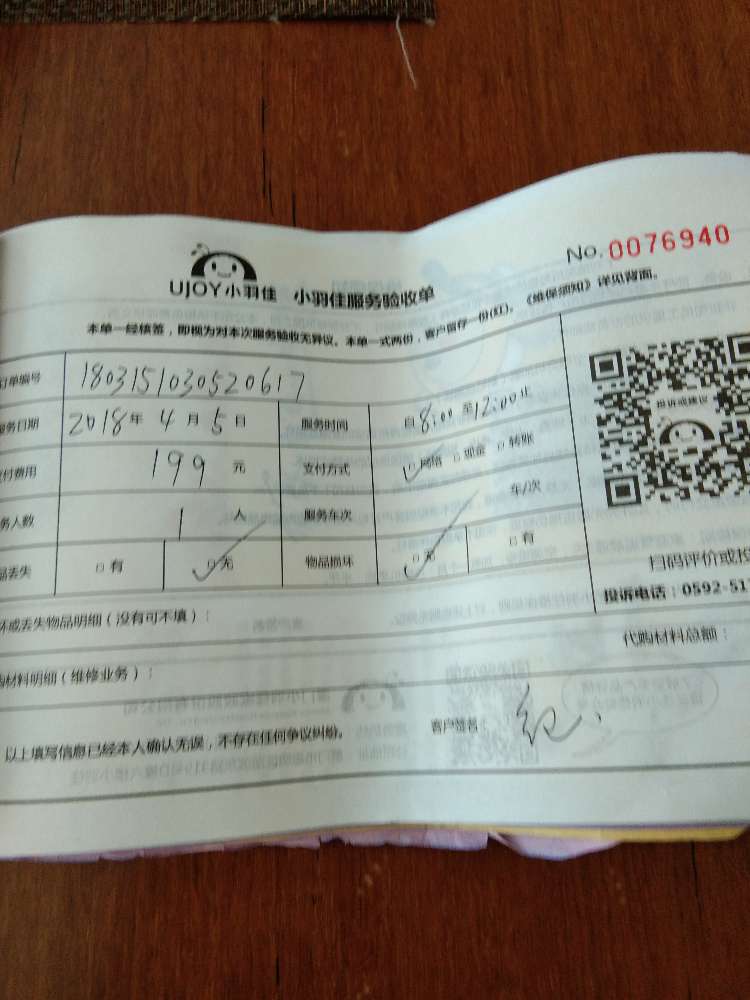 No. 0076940
UJOY小羽佳 小羽佳服务验收单
本单一经核签，即视为对本次服务验收无异议。本单一式两份，客户留存一份(红)。《维保须知》详见背面。
订单编号 1803151030520617
务日期 2018年 4月 5日 服务时间 自8:00至12:00止
付费用 199 元 支付方式 ☑网络 □现金 □转账
务人数 1 人 服务车次 车/次
品丢失 □有 ☑无 物品损坏 ☑无 □有
投诉或建议
扫码评价或投
投诉电话：0592-51
坏或丢失物品明细（没有可不填）：
代购材料总额：
购材料明细（维修业务）：
以上填写信息已经本人确认无误，不存在任何争议纠纷。 客户签名：